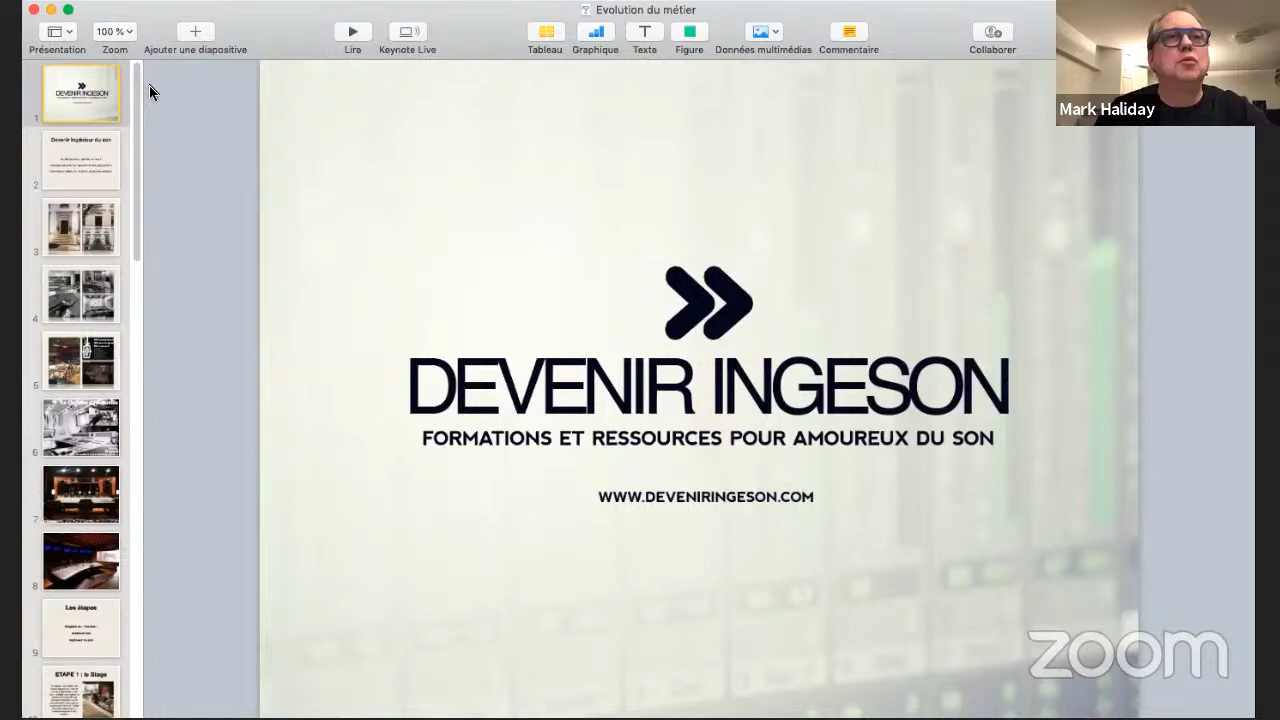 Evolution du métier
100 %
Présentation
Zoom
Ajouter une diapositive
Lire
Keynote Live
Tableau
Graphique
Texte
Figure
Données multimédias
Commentaire
Collaborer
Mark Haliday
DEVENIR INGESON
1
Devenir Ingénieur du son
2
3
4
5
6
7
8
Les étapes
9
ETAPE 1 : le Stage
DEVENIR INGESON
FORMATIONS ET RESSOURCES POUR AMOUREUX DU SON
WWW.DEVENIRINGESON.COM
zoom